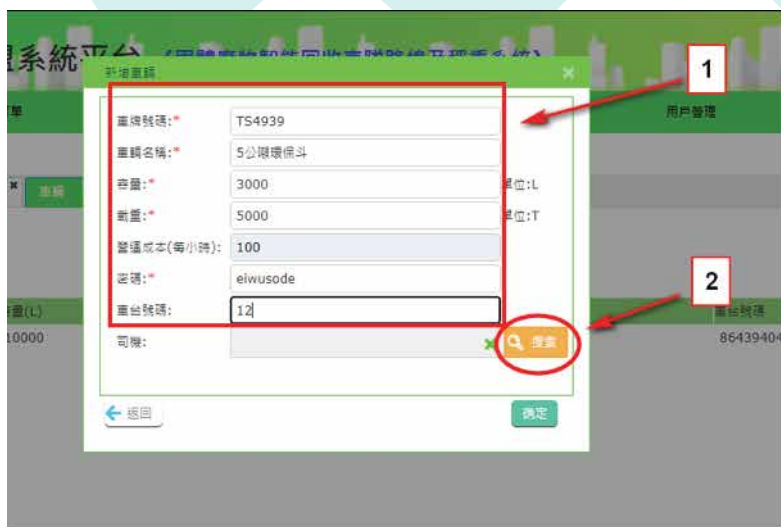 系統平台
新增車輛
單
用戶管理
車牌號碼:* TS4939
車輛名稱:* 5公噸環保斗
容量:* 3000 單位:L
載重:* 5000 單位:T
營運成本(每小時): 100
密碼:* eiwusode
車台號碼: 12
司機: 搜索
返回 確定
車輛
量(L)
10000
車台號碼
86439404
1
2